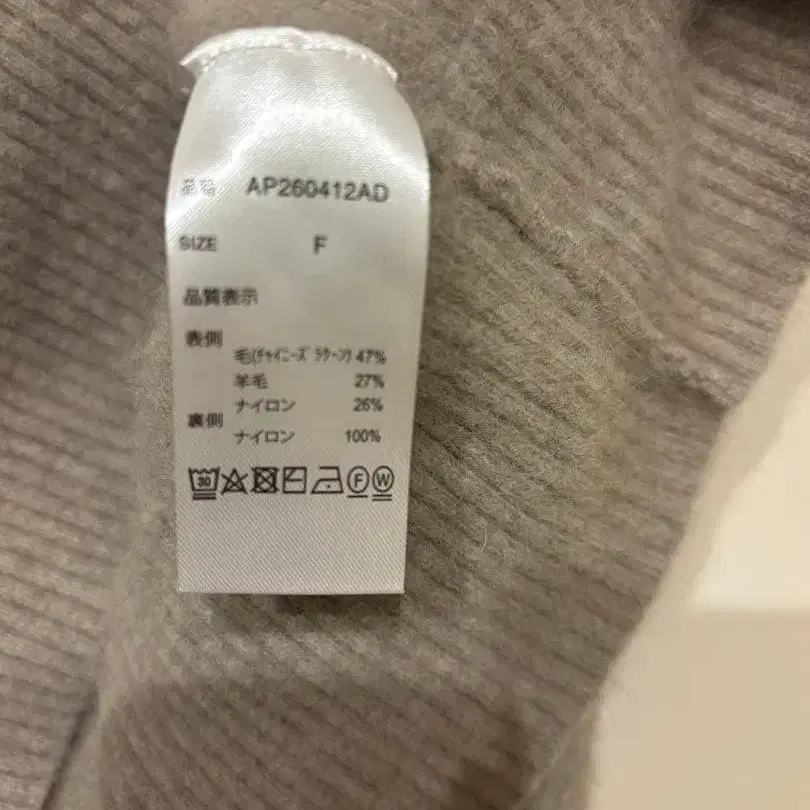 品番 AP260412AD
SIZE F
品質表示
表側
毛(チャイニーズ ラクーン) 47%
羊毛 27%
ナイロン 26%
裏側
ナイロン 100%
30
F W